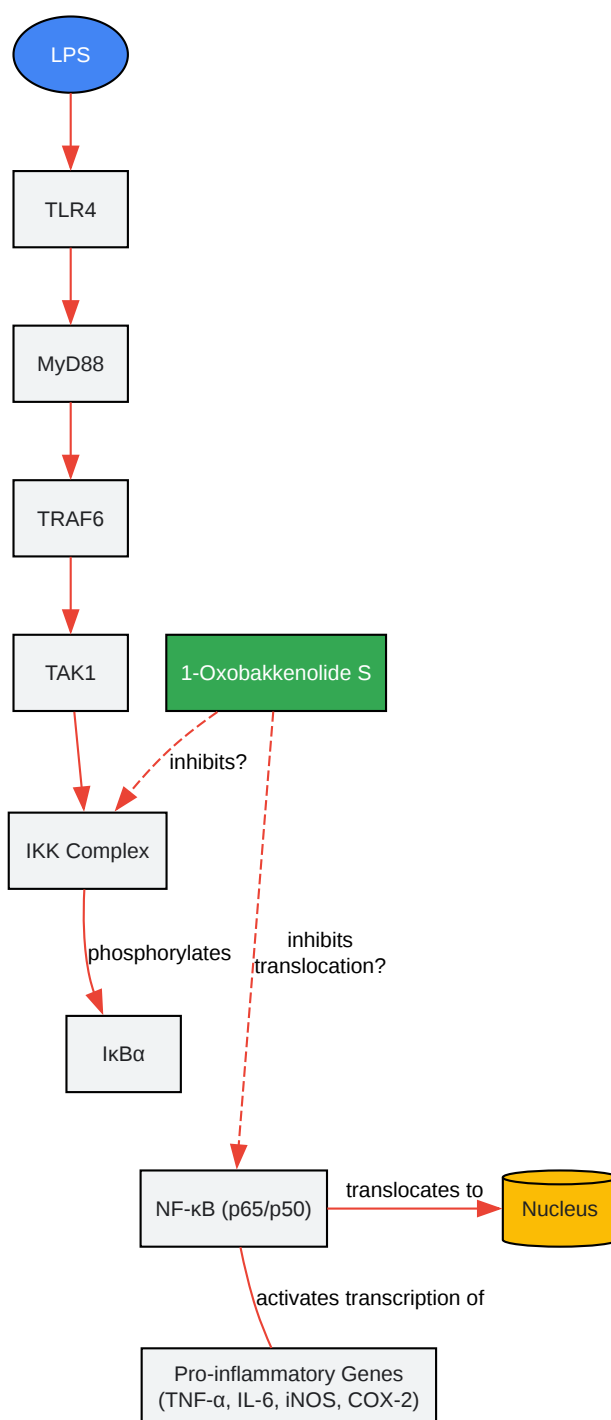 LPS
TLR4
MyD88
TRAF6
TAK1
1-Oxobakkenolide S
inhibits?
IKK Complex
phosphorylates
inhibits
translocation?
IκBα
NF-κB (p65/p50)
translocates to
Nucleus
activates transcription of
Pro-inflammatory Genes
(TNF-α, IL-6, iNOS, COX-2)